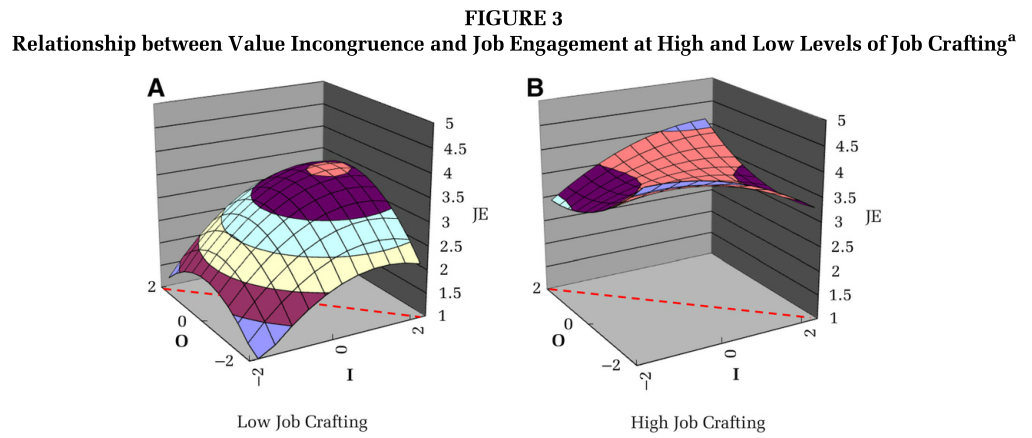 FIGURE 3
Relationship between Value Incongruence and Job Engagement at High and Low Levels of Job Craftingª
A
5
4.5
4
3.5
3
2.5
2
1.5
1
JE
2
0
−2
O
−2
0
2
I
Low Job Crafting
B
5
4.5
4
3.5
3
2.5
2
1.5
1
JE
2
0
−2
O
−2
0
2
I
High Job Crafting